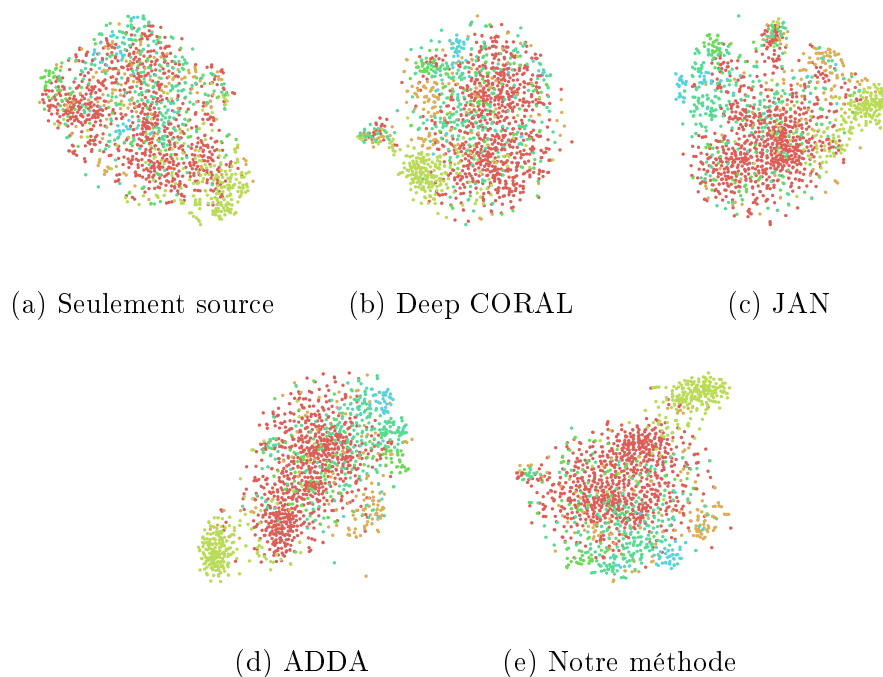 (a) Seulement source
(b) Deep CORAL
(c) JAN
(d) ADDA
(e) Notre méthode